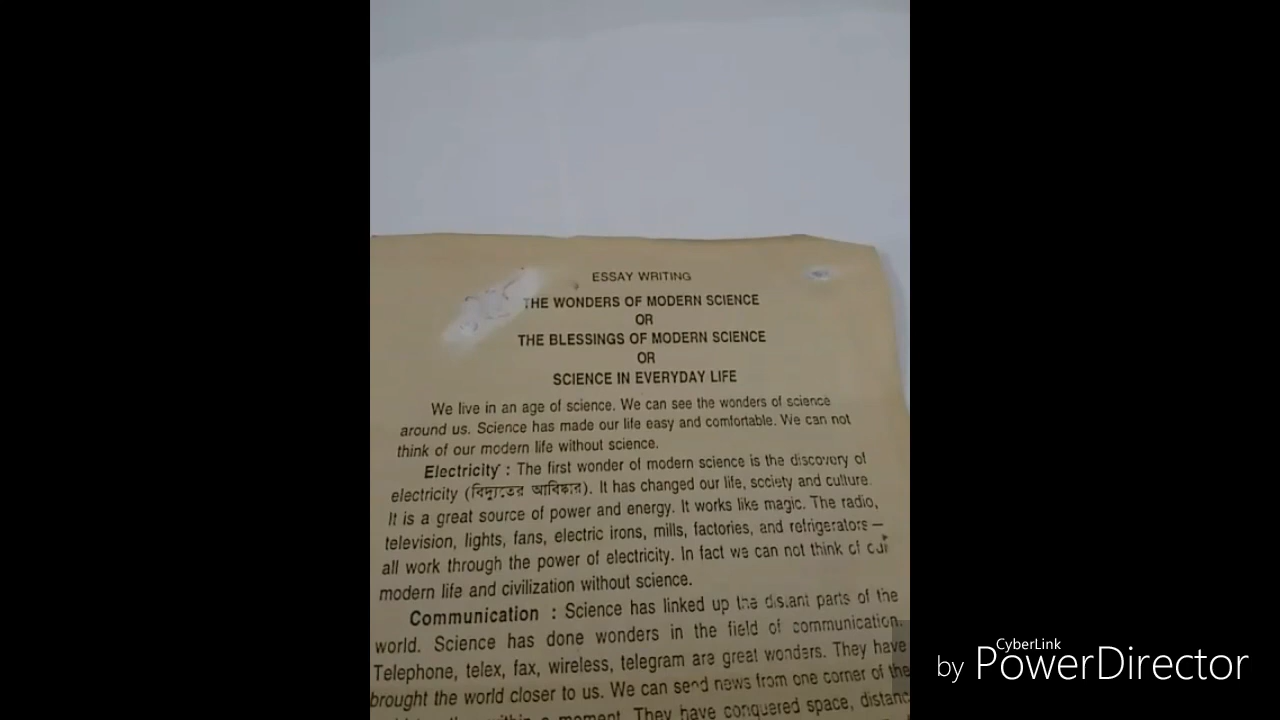 ESSAY WRITING
THE WONDERS OF MODERN SCIENCE
OR
THE BLESSINGS OF MODERN SCIENCE
OR
SCIENCE IN EVERYDAY LIFE
We live in an age of science. We can see the wonders of science
around us. Science has made our life easy and comfortable. We can not
think of our modern life without science.
Electricity : The first wonder of modern science is the discovery of
electricity (বিদ্যুতের আবিষ্কার). It has changed our life, society and culture.
It is a great source of power and energy. It works like magic. The radio,
television, lights, fans, electric irons, mills, factories, and refrigerators —
all work through the power of electricity. In fact we can not think of our
modern life and civilization without science.
Communication : Science has linked up the distant parts of the
world. Science has done wonders in the field of communication.
Telephone, telex, fax, wireless, telegram are great wonders. They have
brought the world closer to us. We can send news from one corner of the
within a moment. They have conquered space,
CyberLink
by PowerDirector